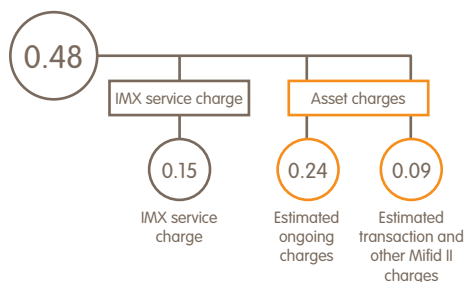 0.48
IMX service charge
Asset charges
0.15
0.24
0.09
IMX service
charge
Estimated
ongoing
charges
Estimated
transaction and
other Mifid II
charges